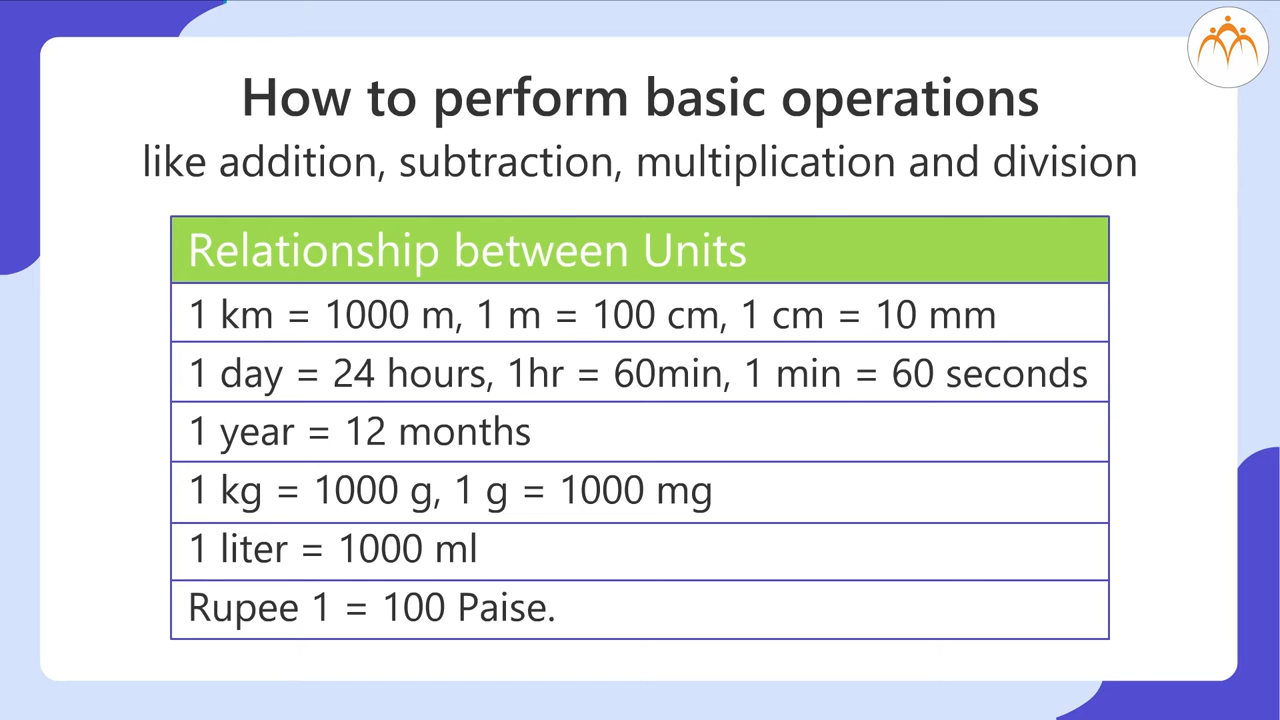 How to perform basic operations
like addition, subtraction, multiplication and division
Relationship between Units
1 km = 1000 m, 1 m = 100 cm, 1 cm = 10 mm
1 day = 24 hours, 1hr = 60min, 1 min = 60 seconds
1 year = 12 months
1 kg = 1000 g, 1 g = 1000 mg
1 liter = 1000 ml
Rupee 1 = 100 Paise.